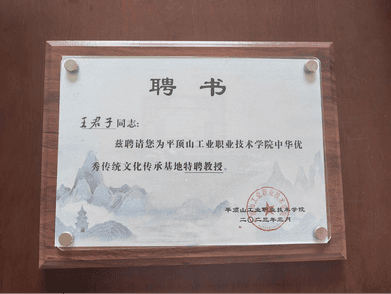 聘书
王君子同志:
兹聘请您为平顶山工业职业技术学院中华优
秀传统文化传承基地特聘教授。
平顶山工业职业技术学院
二〇二三年三月